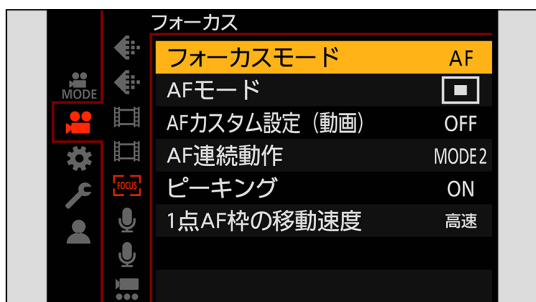 フォーカス
フォーカスモード AF
MODE
AFモード
AFカスタム設定（動画） OFF
AF連続動作 MODE2
FOCUS
ピーキング ON
1点AF枠の移動速度 高速